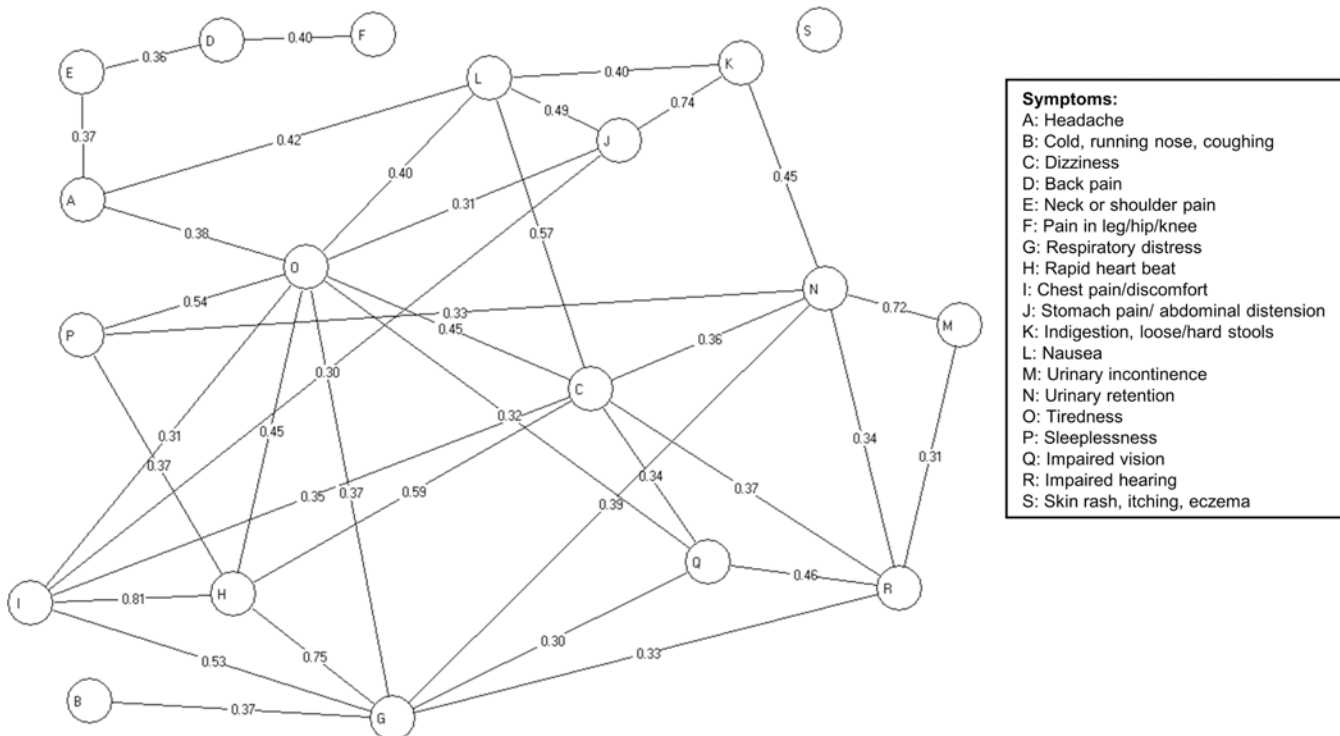 S
D
F
0.40
0.36
E
K
L
0.40
0.74
0.49
0.37
0.42
J
0.40
0.45
A
0.31
0.38
0.57
O
N
0.54
0.33
0.72
M
P
0.45
0.36
0.30
C
0.32
0.31
0.45
0.34
0.37
0.31
0.34
0.37
0.37
0.59
0.35
0.39
Q
0.46
R
H
I
0.81
0.30
0.75
0.33
0.53
B
0.37
G
Symptoms:
A: Headache
B: Cold, running nose, coughing
C: Dizziness
D: Back pain
E: Neck or shoulder pain
F: Pain in leg/hip/knee
G: Respiratory distress
H: Rapid heart beat
I: Chest pain/discomfort
J: Stomach pain/ abdominal distension
K: Indigestion, loose/hard stools
L: Nausea
M: Urinary incontinence
N: Urinary retention
O: Tiredness
P: Sleeplessness
Q: Impaired vision
R: Impaired hearing
S: Skin rash, itching, eczema